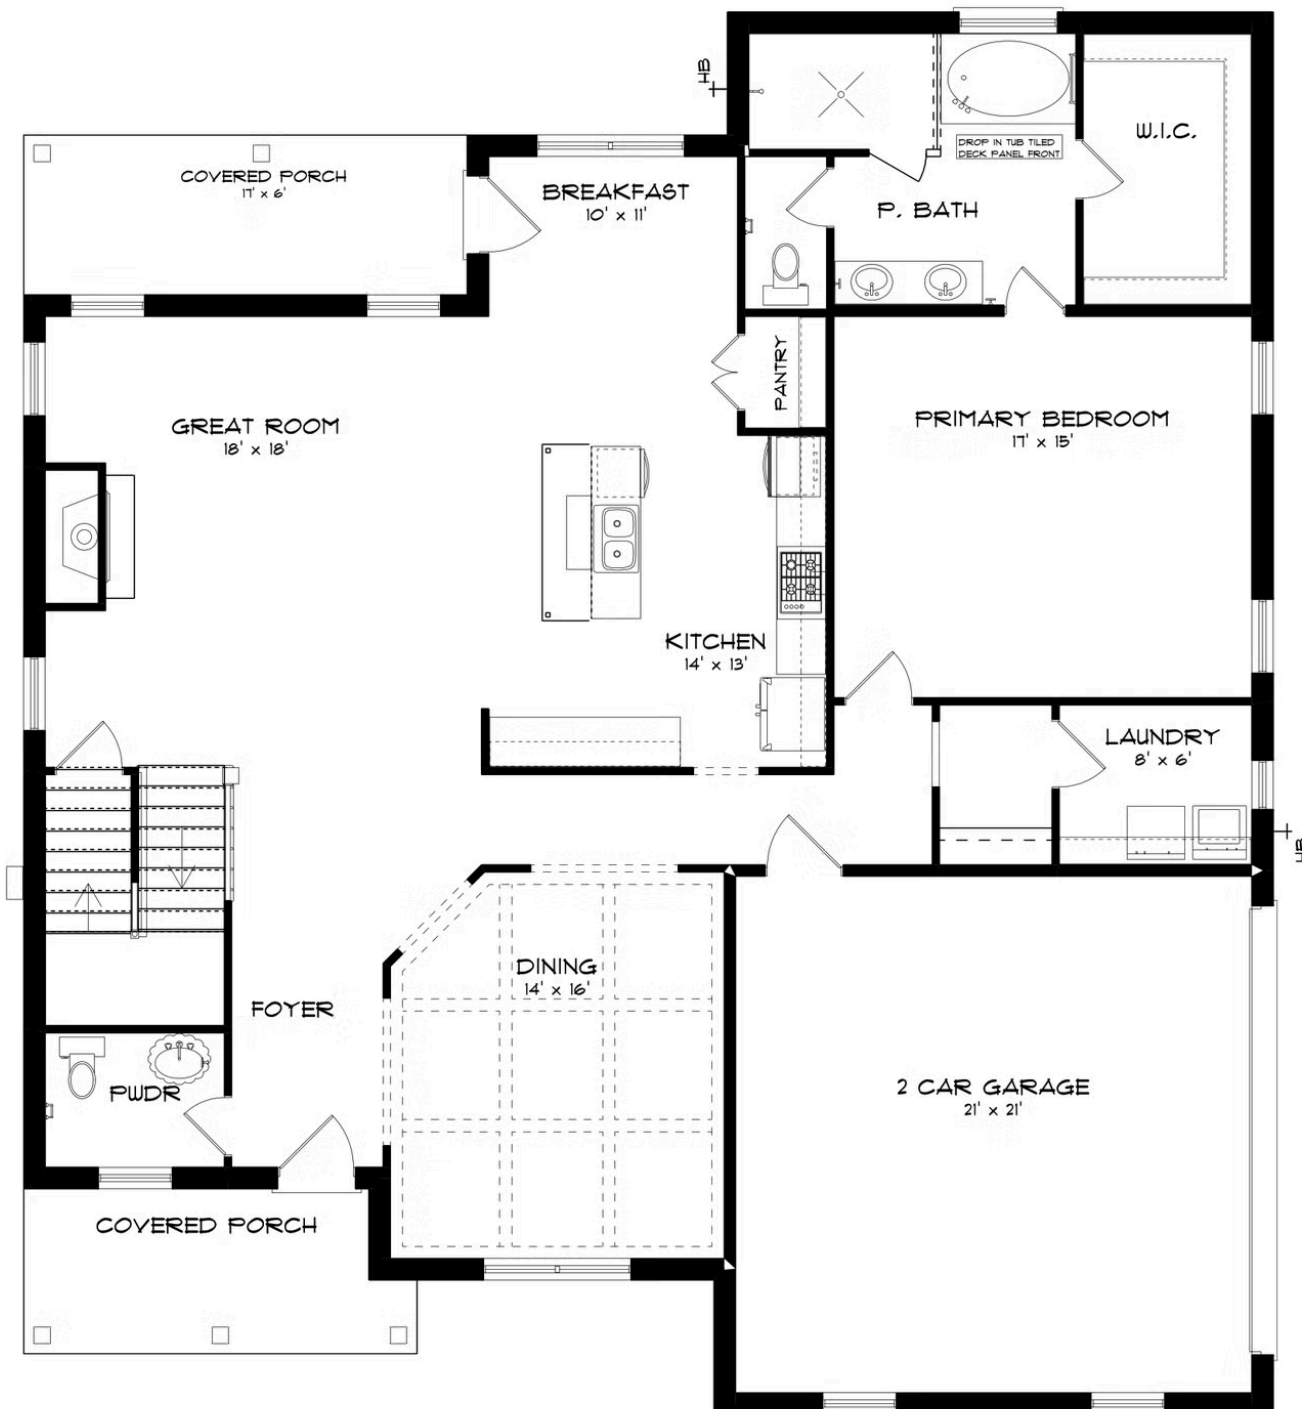 HB
W.I.C.
DROP IN TUB TILED
DECK PANEL FRONT
COVERED PORCH
17' x 6'
BREAKFAST
10' x 11'
P. BATH
PANTRY
GREAT ROOM
18' x 18'
PRIMARY BEDROOM
17' x 15'
KITCHEN
14' x 13'
LAUNDRY
8' x 6'
HB
DINING
14' x 16'
FOYER
PWDR
2 CAR GARAGE
21' x 21'
COVERED PORCH